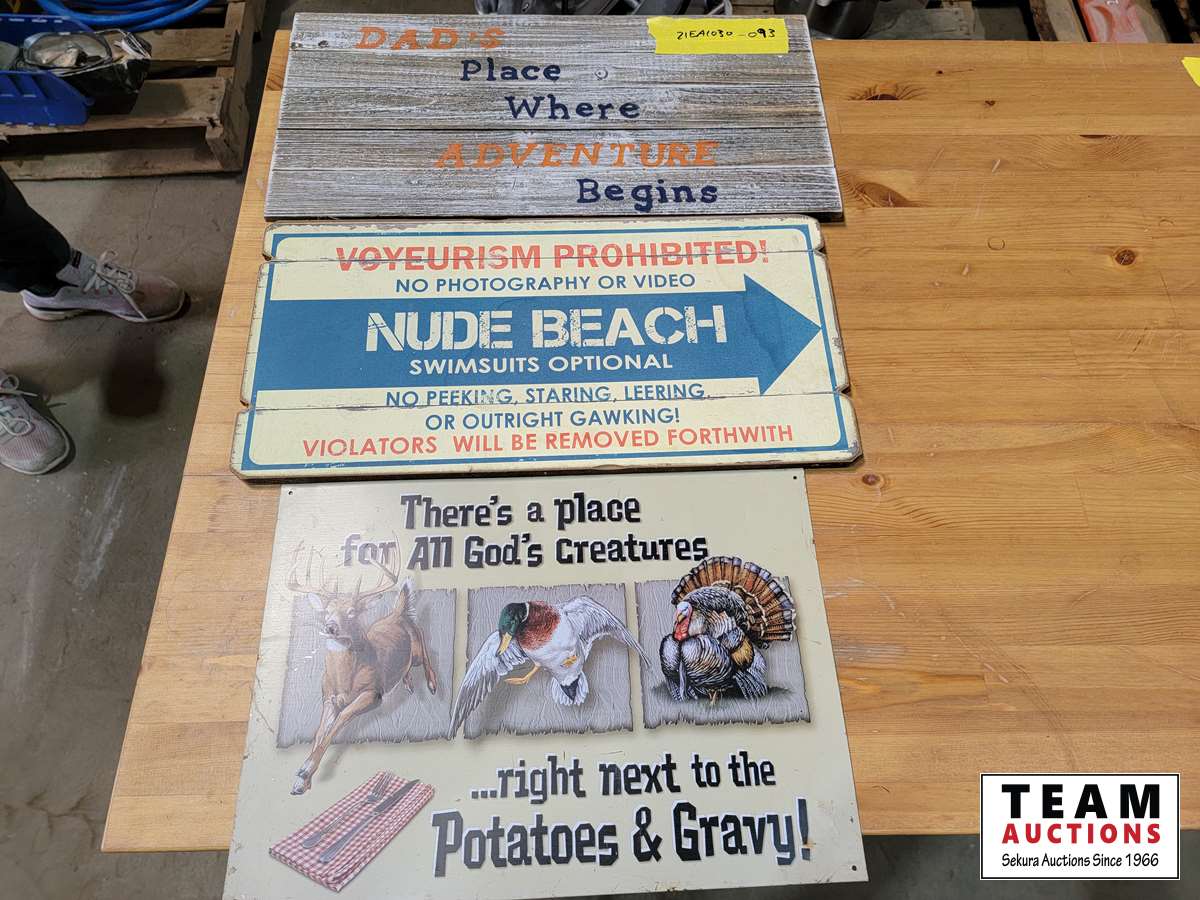 DAD'S
21EA1030-093
Place
Where
ADVENTURE
Begins
VOYEURISM PROHIBITED!
NO PHOTOGRAPHY OR VIDEO
NUDE BEACH
SWIMSUITS OPTIONAL
NO PEEKING, STARING, LEERING,
OR OUTRIGHT GAWKING!
VIOLATORS WILL BE REMOVED FORTHWITH
There's a place
for All God's Creatures
...right next to the
Potatoes & Gravy!
TEAM
AUCTIONS
Sekura Auctions Since 1966